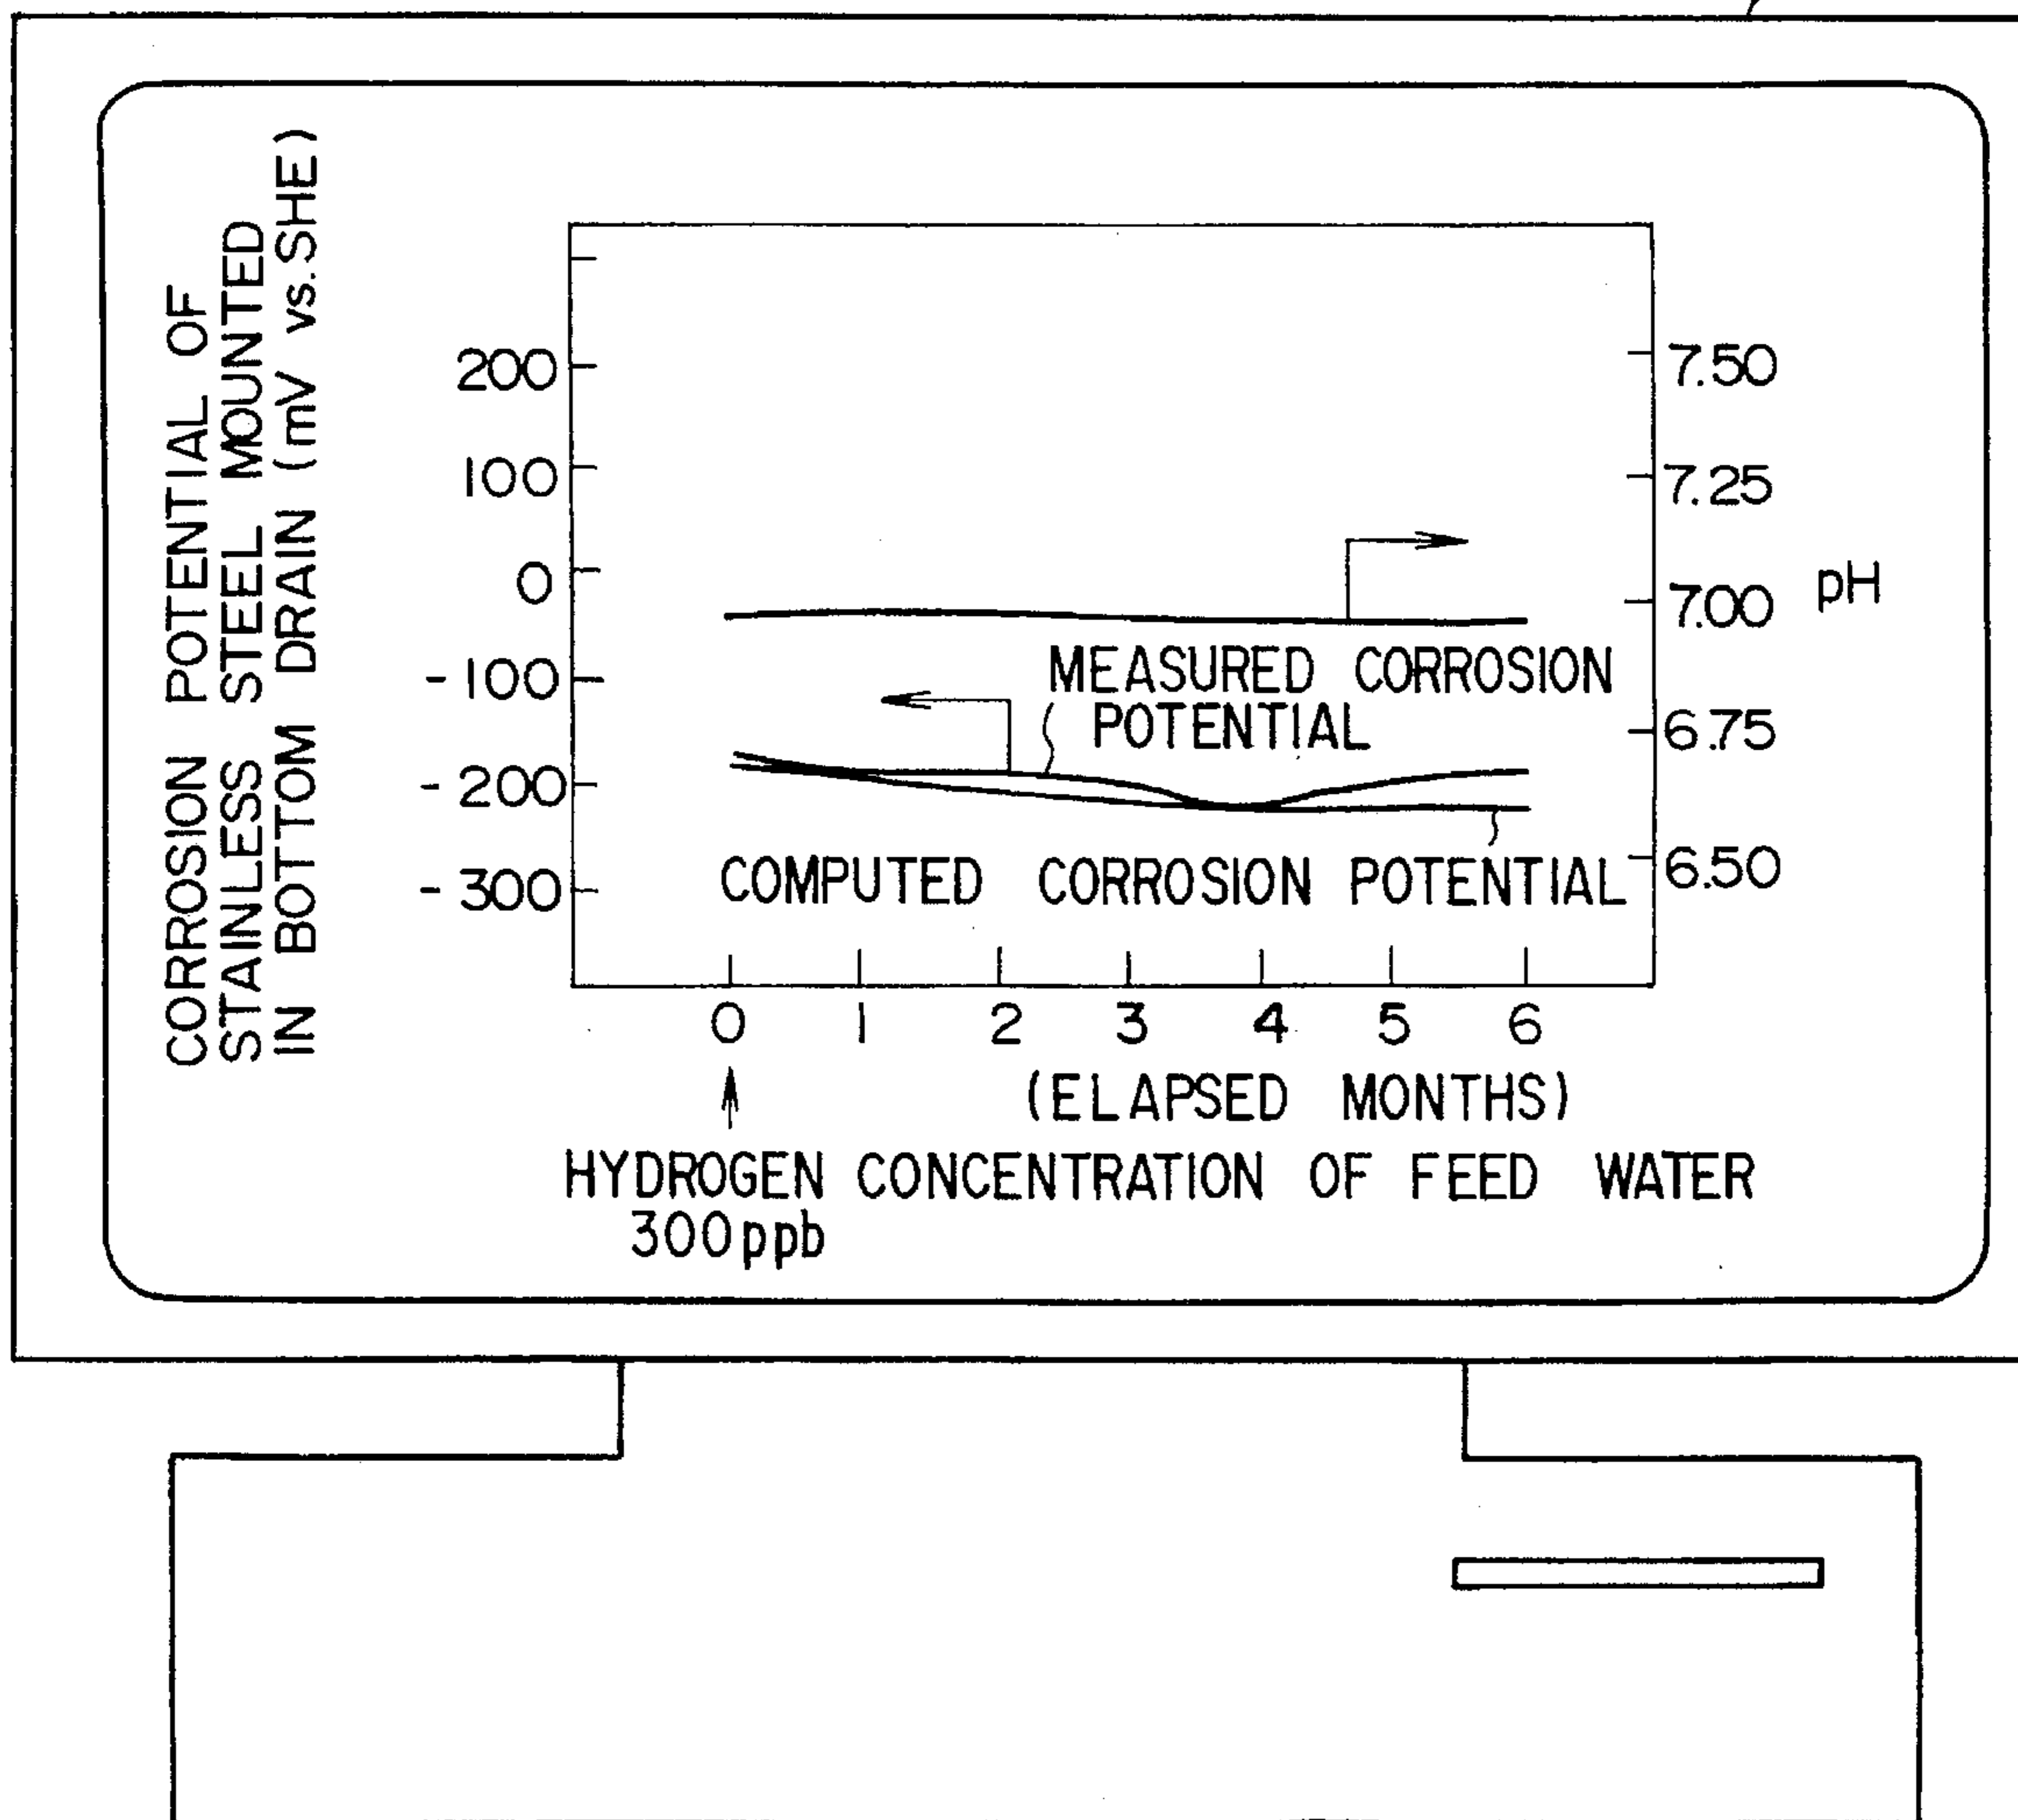 CORROSION POTENTIAL OF
STAINLESS STEEL MOUNTED
IN BOTTOM DRAIN (mV vs.SHE)
200
100
0
-100
-200
-300
7.50
7.25
7.00
6.75
6.50
pH
MEASURED CORROSION
POTENTIAL
COMPUTED CORROSION POTENTIAL
0 1 2 3 4 5 6
(ELAPSED MONTHS)
HYDROGEN CONCENTRATION OF FEED WATER
300ppb